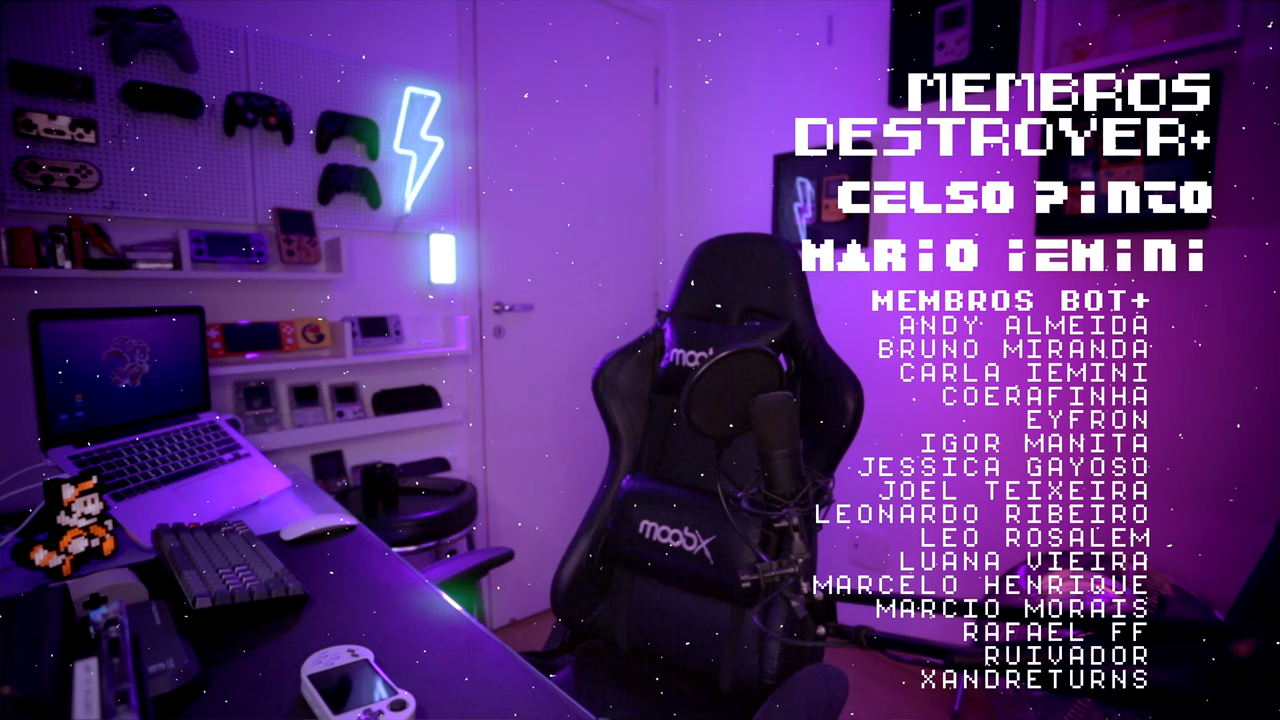 MEMBROS
DESTROYER+
CELSO PINTO
MARIO IEMINI
MEMBROS BOT+
ANDY ALMEIDA
BRUNO MIRANDA
CARLA IEMINI
COERAFINHA
EYFRON
IGOR MANITA
JESSICA GAYOSO
JOEL TEIXEIRA
LEONARDO RIBEIRO
LEO ROSALEM
LUANA VIEIRA
MARCELO HENRIQUE
MARCIO MORAIS
RAFAEL FF
RUIVADOR
XANDRETURNS
moobX